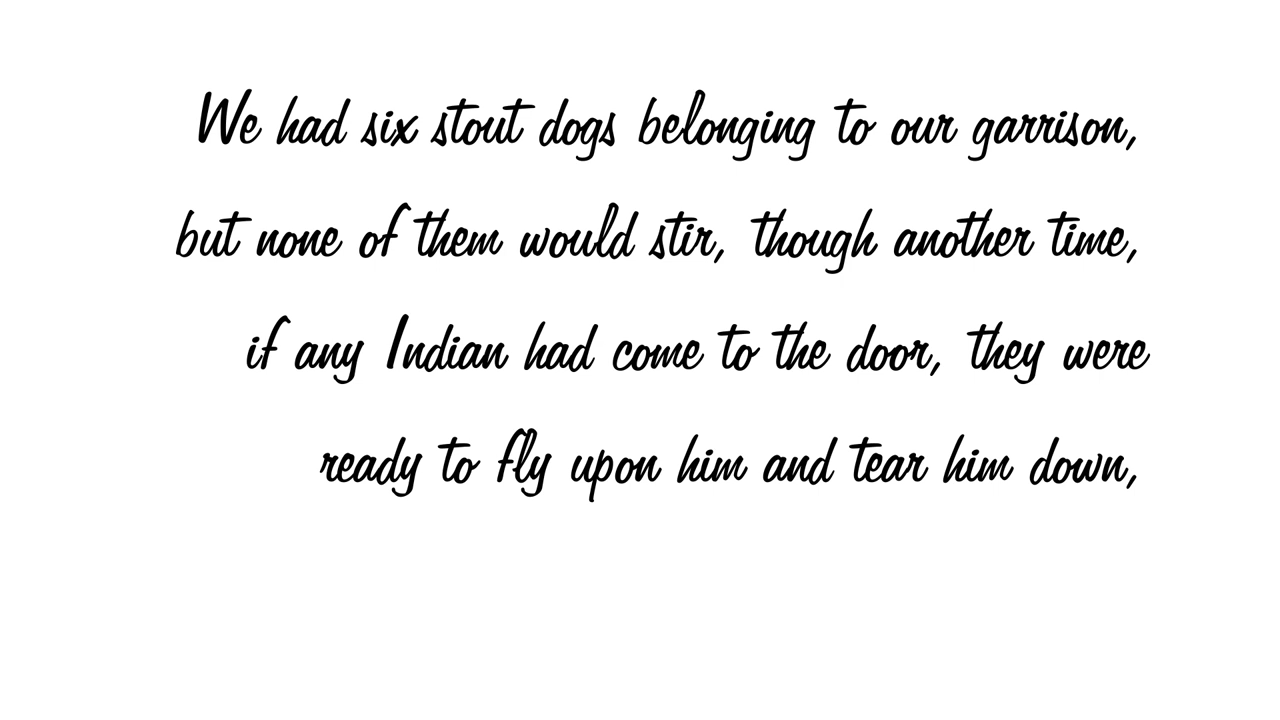 We had six stout dogs belonging to our garrison,
but none of them would stir, though another time,
if any Indian had come to the door, they were
ready to fly upon him and tear him down,